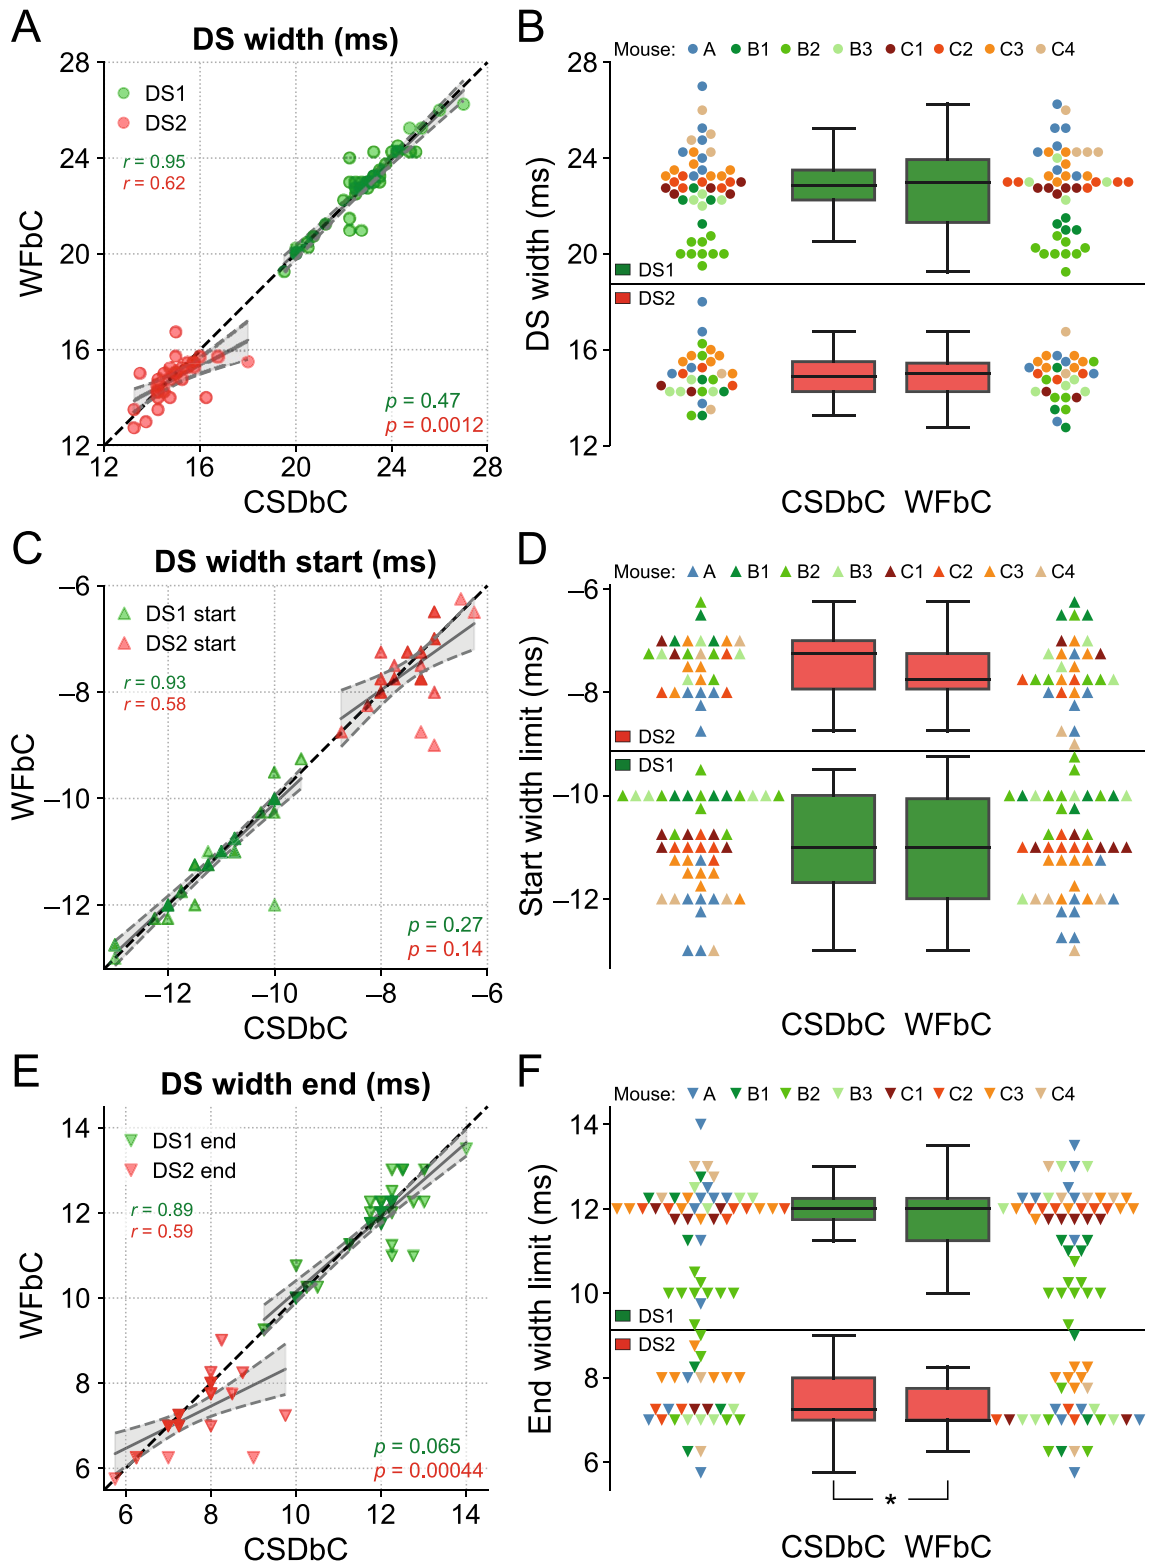 A
DS width (ms)
28
24
20
16
12
WFbC
DS1
DS2
r = 0.95
r = 0.62
p = 0.47
p = 0.0012
12 16 20 24 28
CSDbC
B
Mouse: A B1 B2 B3 C1 C2 C3 C4
28
24
20
16
12
DS width (ms)
DS1
DS2
CSDbC WFbC
C
DS width start (ms)
–6
–8
–10
–12
WFbC
DS1 start
DS2 start
r = 0.93
r = 0.58
p = 0.27
p = 0.14
–12 –10 –8 –6
CSDbC
D
Mouse: A B1 B2 B3 C1 C2 C3 C4
–6
–8
–10
–12
Start width limit (ms)
DS2
DS1
CSDbC WFbC
E
DS width end (ms)
14
12
10
8
6
WFbC
DS1 end
DS2 end
r = 0.89
r = 0.59
p = 0.065
p = 0.00044
6 8 10 12 14
CSDbC
F
Mouse: A B1 B2 B3 C1 C2 C3 C4
14
12
10
8
6
End width limit (ms)
DS1
DS2
*
CSDbC WFbC